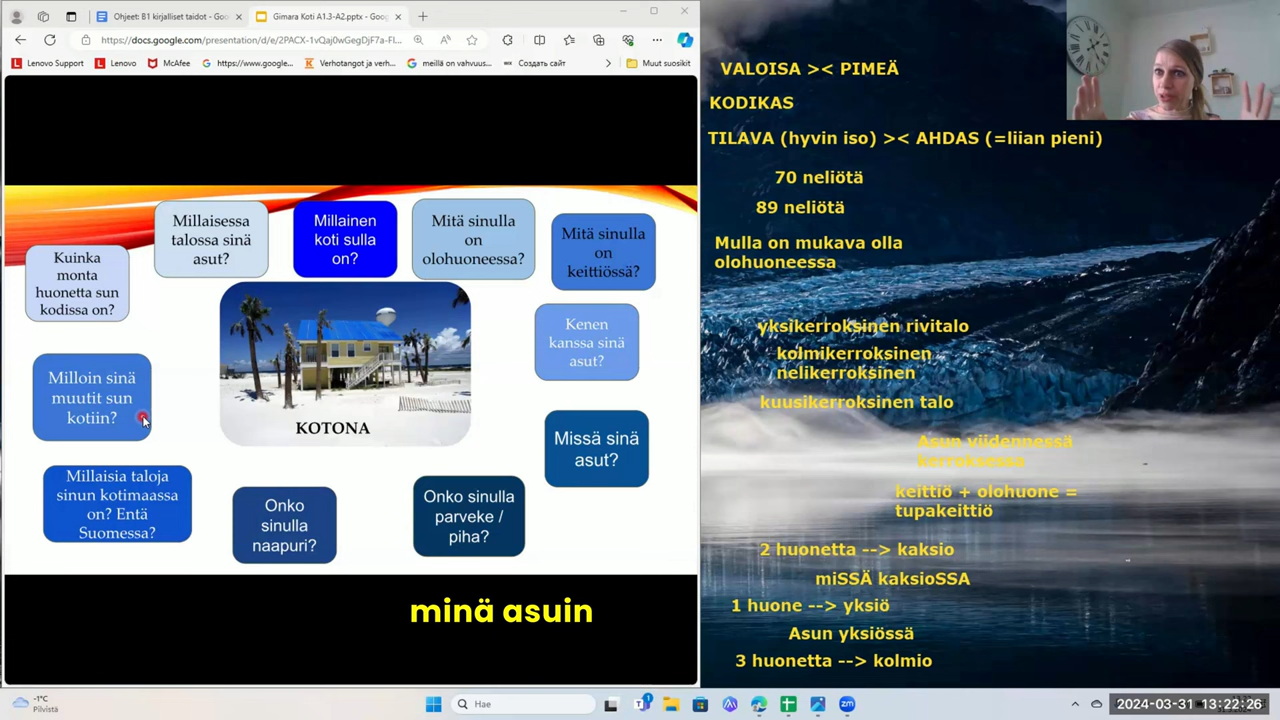 Ohjeet: B1 kirjalliset taidot - Goo
Gimara Koti A1.3-A2.pptx - Goog
https://docs.google.com/presentation/d/e/2PACX-1vQaj0wGegDjF7a-FI...
Lenovo Support
Lenovo
McAfee
https://www.google...
Verhotangot ja verh...
meillä on vahvuus...
Создать сайт
Muut suosikit
Kuinka
monta
huonetta sun
kodissa on?
Millaisessa
talossa sinä
asut?
Millainen
koti sulla
on?
Mitä sinulla
on
olohuoneessa?
Mitä sinulla
on
keittiössä?
Kenen
kanssa sinä
asut?
Milloin sinä
muutit sun
kotiin?
KOTONA
Missä sinä
asut?
Millaisia taloja
sinun kotimaassa
on? Entä
Suomessa?
Onko
sinulla
naapuri?
Onko sinulla
parveke /
piha?
minä asuin
VALOISA >< PIMEÄ
KODIKAS
TILAVA (hyvin iso) >< AHDAS (=liian pieni)
70 neliötä
89 neliötä
Mulla on mukava olla
olohuoneessa
yksikerroksinen rivitalo
kolmikerroksinen
nelikerroksinen
kuusikerroksinen talo
Asun viidennessä
kerroksessa
keittiö + olohuone =
tupakeittiö
2 huonetta --> kaksio
miSSÄ kaksioSSA
1 huone --> yksiö
Asun yksiössä
3 huonetta --> kolmio
-1°C
Pilvistä
Hae
2024-03-31 13:22:26